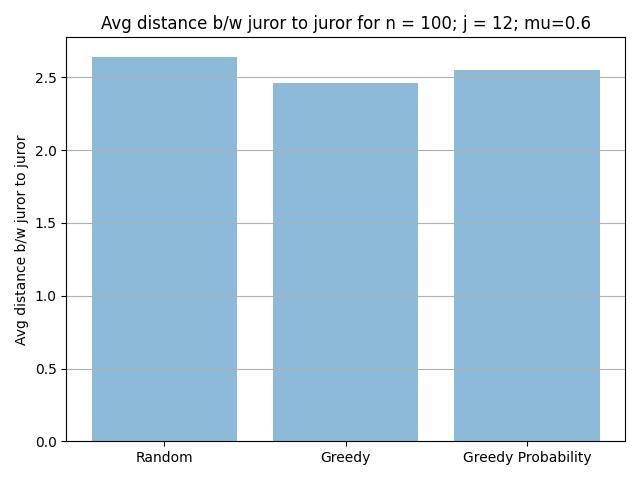 Avg distance b/w juror to juror for n = 100; j = 12; mu=0.6
Avg distance b/w juror to juror
2.5
2.0
1.5
1.0
0.5
0.0
Random Greedy Greedy Probability